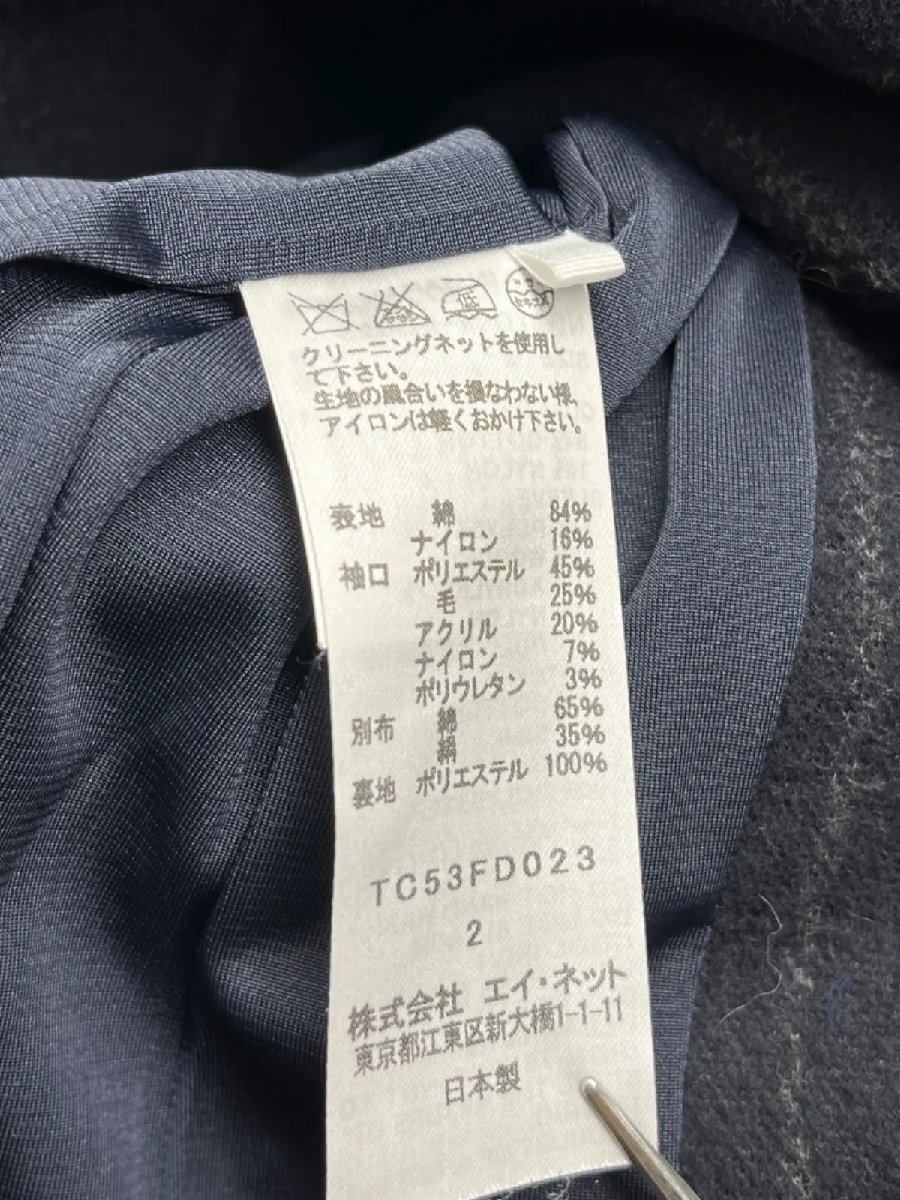 低
クリーニングネットを使用し
て下さい。
生地の風合いを損なわない様、
アイロンは軽くおかけ下さい。
表地 綿 84%
ナイロン 16%
袖口 ポリエステル 45%
毛 25%
アクリル 20%
ナイロン 7%
ポリウレタン 3%
別布 綿 65%
絹 35%
裏地 ポリエステル 100%
TC53FD023
2
株式会社 エイ・ネット
東京都江東区新大橋1-1-11
日本製